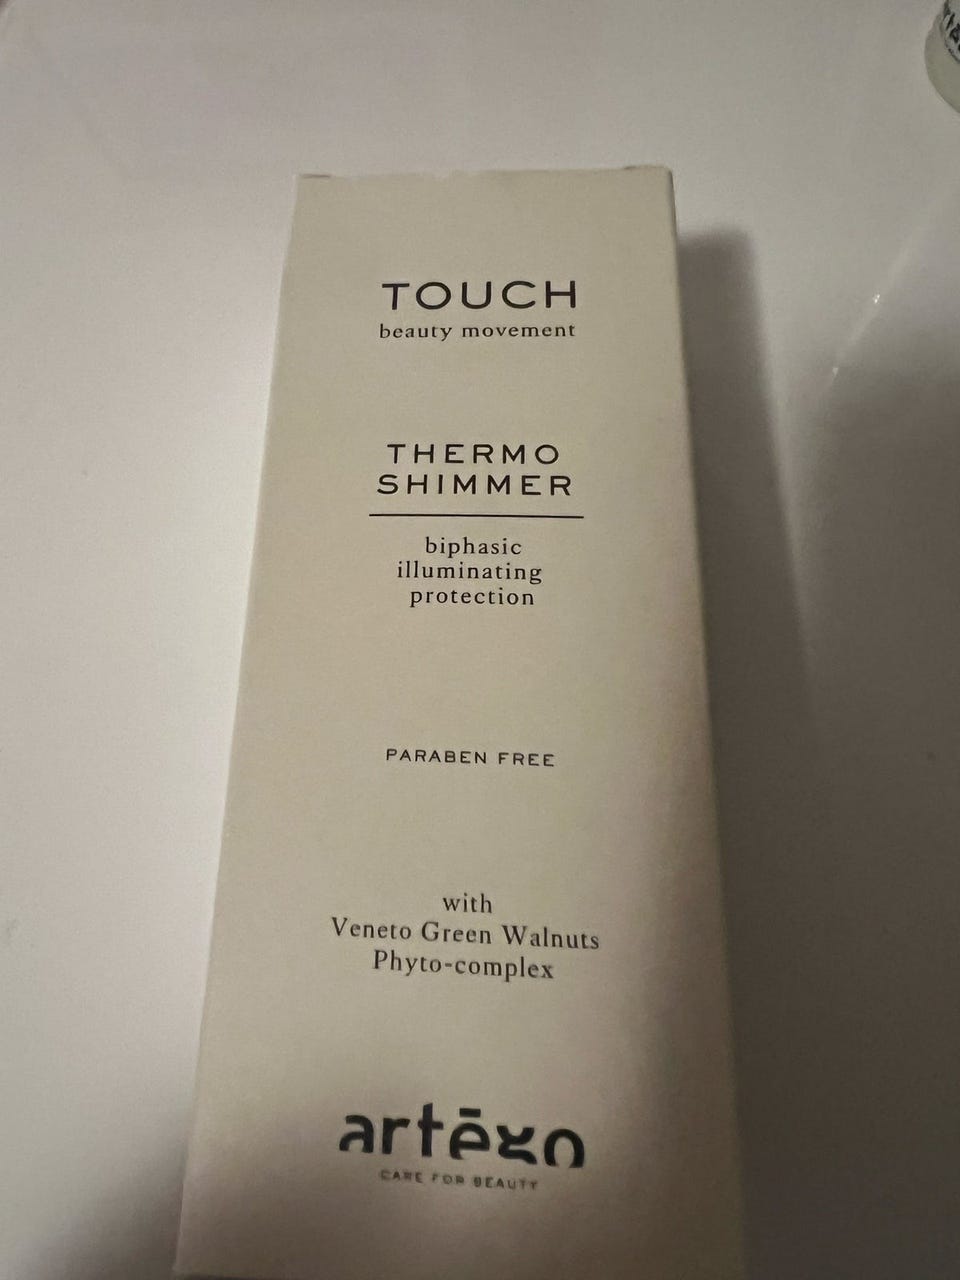 TOUCH
beauty movement
THERMO
SHIMMER
biphasic
illuminating
protection
PARABEN FREE
with
Veneto Green Walnuts
Phyto-complex
artēgo
CARE FOR BEAUTY